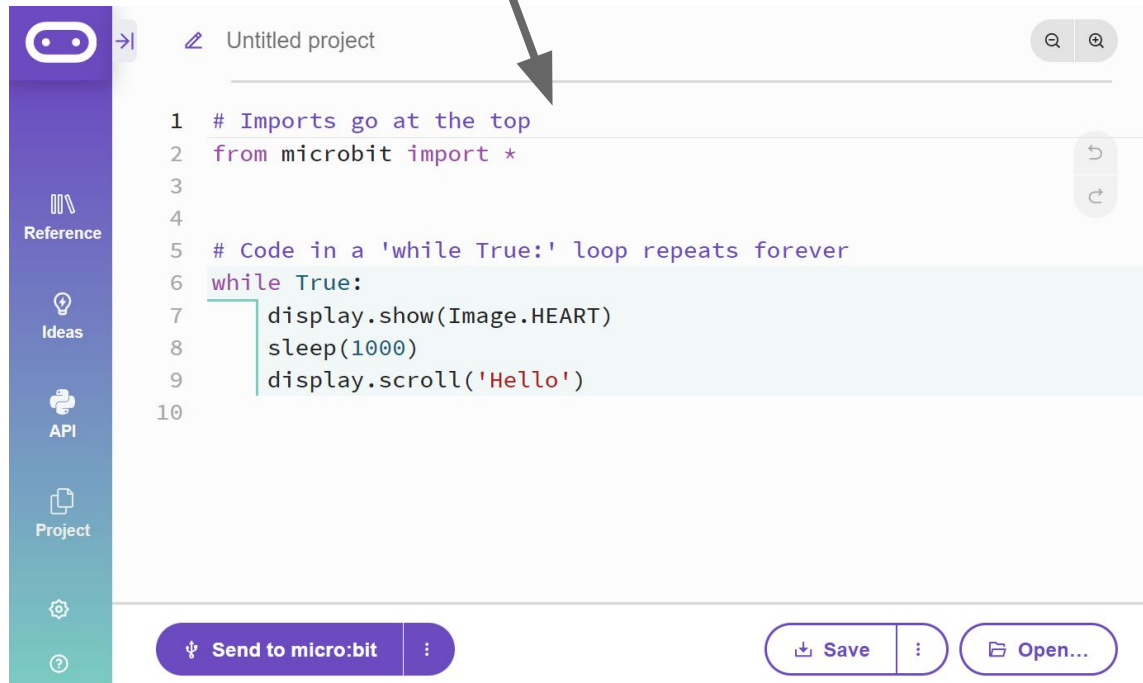 Untitled project
1 # Imports go at the top
2 from microbit import *
3
4
5 # Code in a 'while True:' loop repeats forever
6 while True:
7 display.show(Image.HEART)
8 sleep(1000)
9 display.scroll('Hello')
10
Reference
Ideas
API
Project
Send to micro:bit
Save
Open...